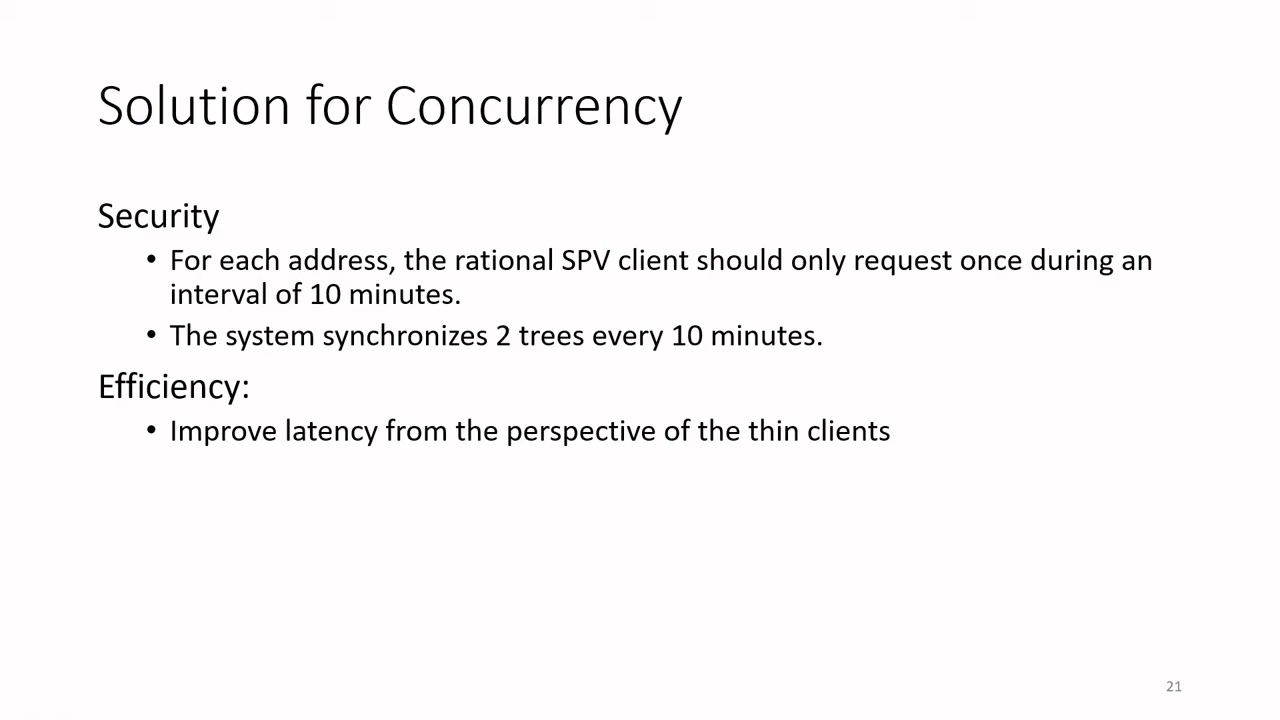 Solution for Concurrency
Security
• For each address, the rational SPV client should only request once during an
interval of 10 minutes.
• The system synchronizes 2 trees every 10 minutes.
Efficiency:
• Improve latency from the perspective of the thin clients
21